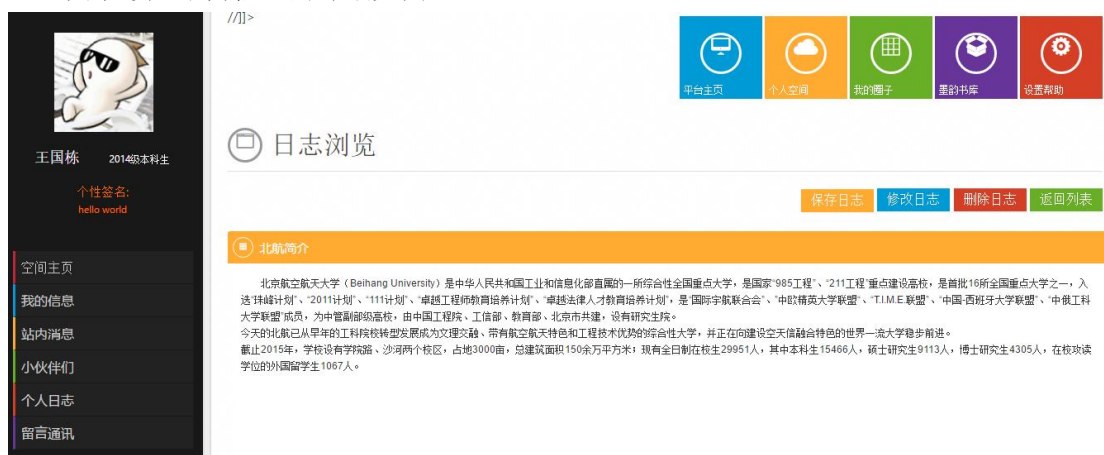 //]]>
平台主页
个人空间
我的圈子
墨韵书库
设置帮助
王国栋 2014级本科生
个性签名:
hello world
空间主页
我的信息
站内消息
小伙伴们
个人日志
留言通讯
日志浏览
保存日志 修改日志 删除日志 返回列表
北航简介
北京航空航天大学（Beihang University）是中华人民共和国工业和信息化部直属的一所综合性全国重点大学，是国家“985工程”、“211工程”重点建设高校，是首批16所全国重点大学之一，入
选“珠峰计划”、“2011计划”、“111计划”、“卓越工程师教育培养计划”、“卓越法律人才教育培养计划”，是“国际宇航联合会”、“中欧精英大学联盟”、“T.I.M.E.联盟”、“中国-西班牙大学联盟”、“中俄工科
大学联盟”成员，为中管副部级高校，由中国工程院、工信部、教育部、北京市共建，设有研究生院。
今天的北航已从早年的工科院校转型发展成为文理交融、带有航空航天特色和工程技术优势的综合性大学，并正在向建设空天信融合特色的世界一流大学稳步前进。
截止2015年，学校设有学院路、沙河两个校区，占地3000亩，总建筑面积150余万平方米；现有全日制在校生29951人，其中本科生15466人，硕士研究生9113人，博士研究生4305人，在校攻读
学位的外国留学生1067人。